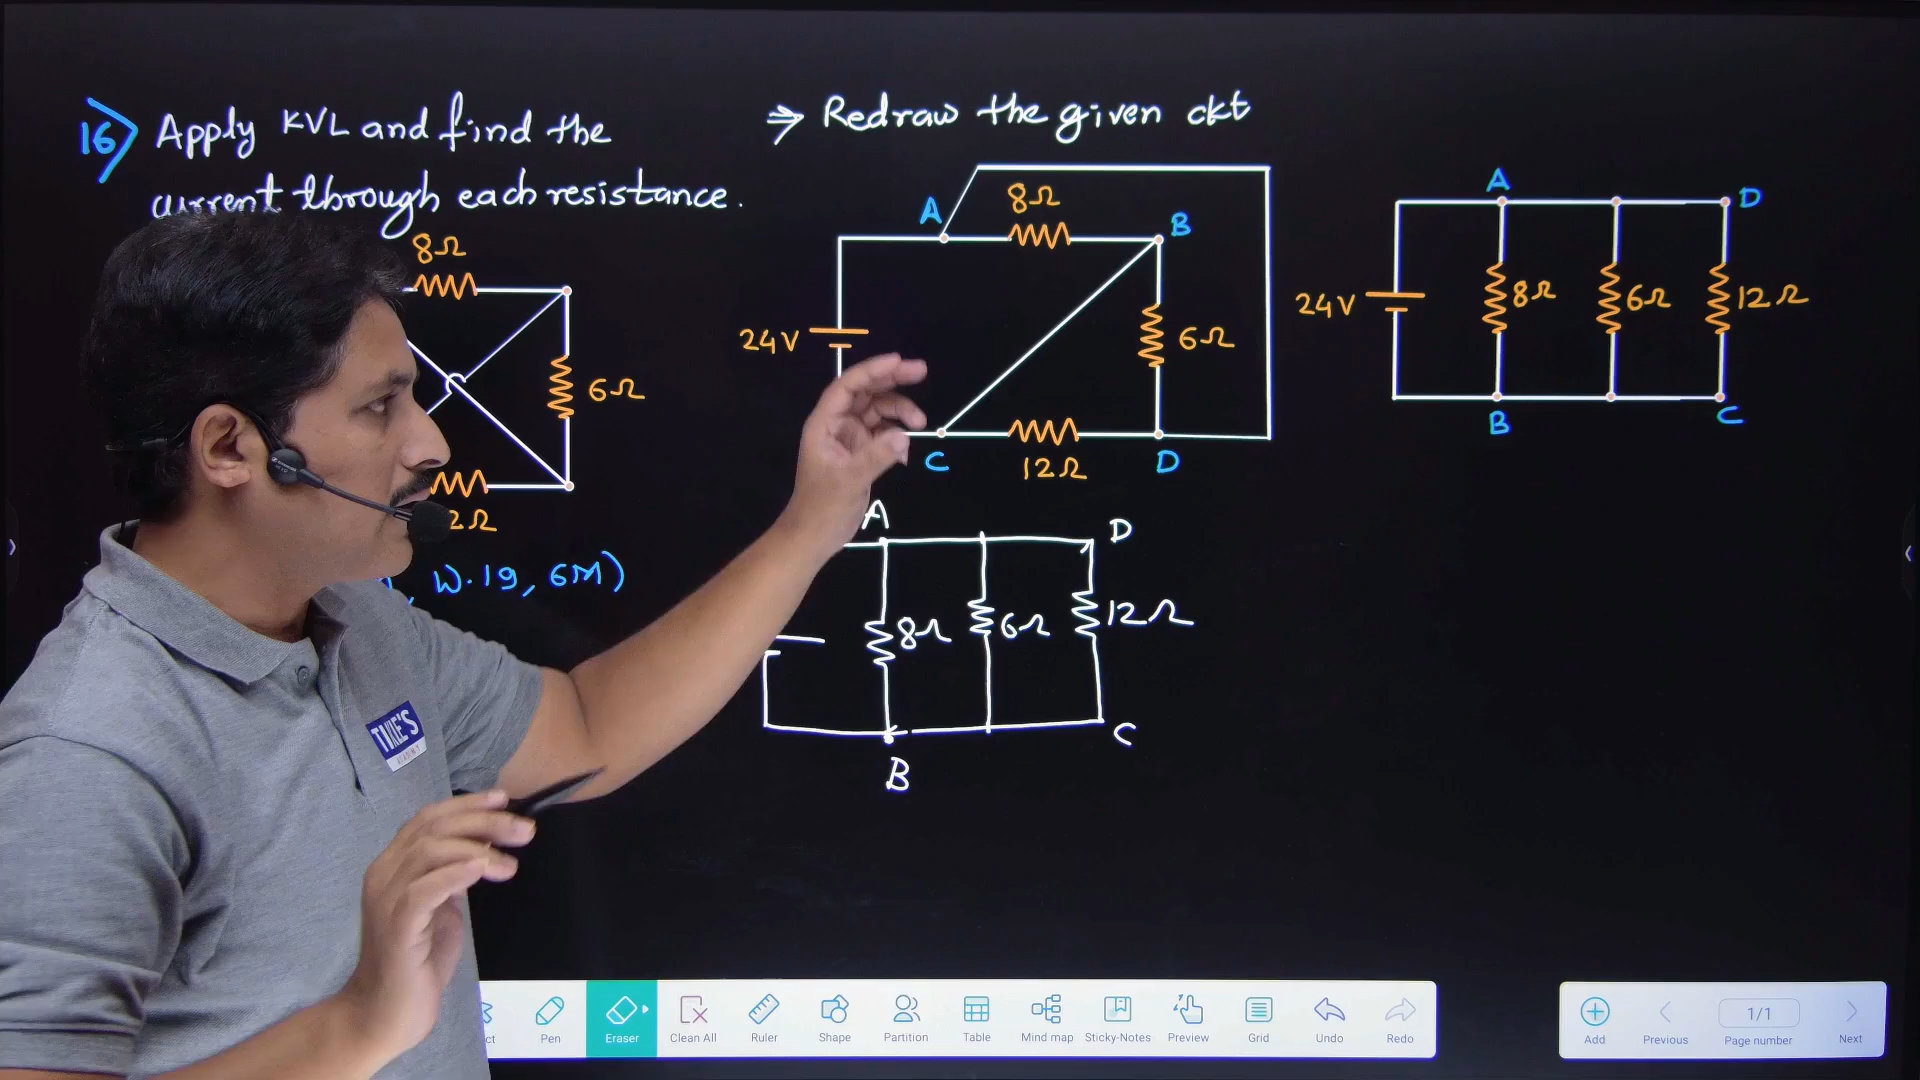 16) Apply KVL and find the
current through each resistance.
8Ω
6Ω
2Ω
W-19, 6M)
⇒ Redraw the given ckt
A
8Ω
B
24V
6Ω
C
12Ω
D
A
D
24V
8Ω
6Ω
12Ω
B
C
A
D
8Ω
6Ω
12Ω
B
C
TIKLE'S
Pen
Eraser
Clean All
Ruler
Shape
Partition
Table
Mind map
Sticky-Notes
Preview
Grid
Undo
Redo
Add
Previous
1/1
Page number
Next